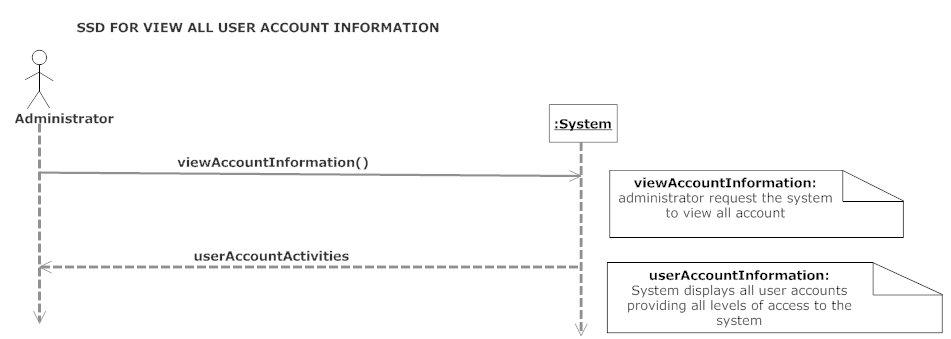 SSD FOR VIEW ALL USER ACCOUNT INFORMATION
Administrator
:System
viewAccountInformation()
viewAccountInformation:
administrator request the system
to view all account
userAccountActivities
userAccountInformation:
System displays all user accounts
providing all levels of access to the
system